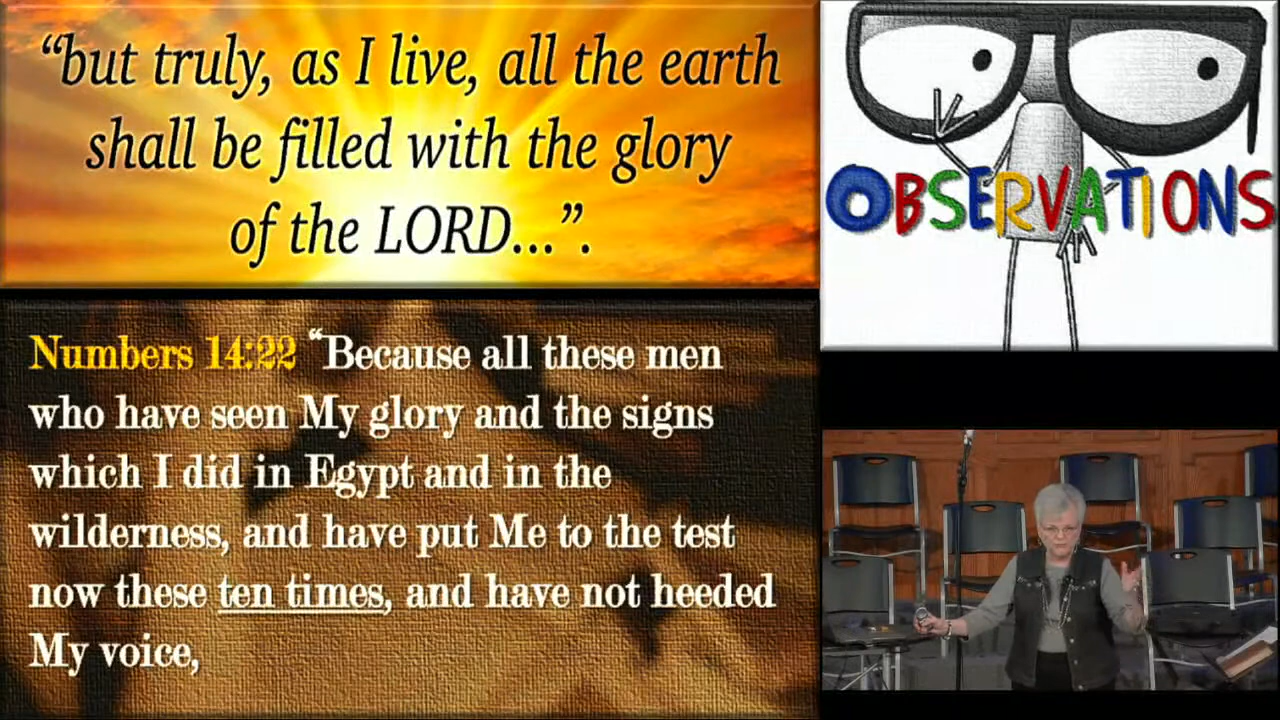 “but truly, as I live, all the earth
shall be filled with the glory
of the LORD...”.
OBSERVATIONS
Numbers 14:22 “Because all these men
who have seen My glory and the signs
which I did in Egypt and in the
wilderness, and have put Me to the test
now these ten times, and have not heeded
My voice,